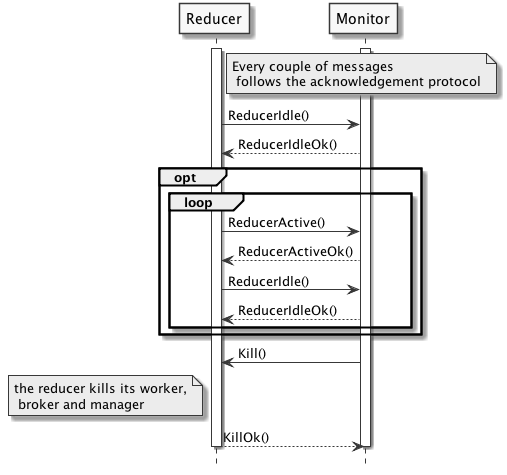 Reducer
Monitor
Every couple of messages
follows the acknowledgement protocol
ReducerIdle()
ReducerIdleOk()
opt
loop
ReducerActive()
ReducerActiveOk()
ReducerIdle()
ReducerIdleOk()
Kill()
the reducer kills its worker,
broker and manager
KillOk()